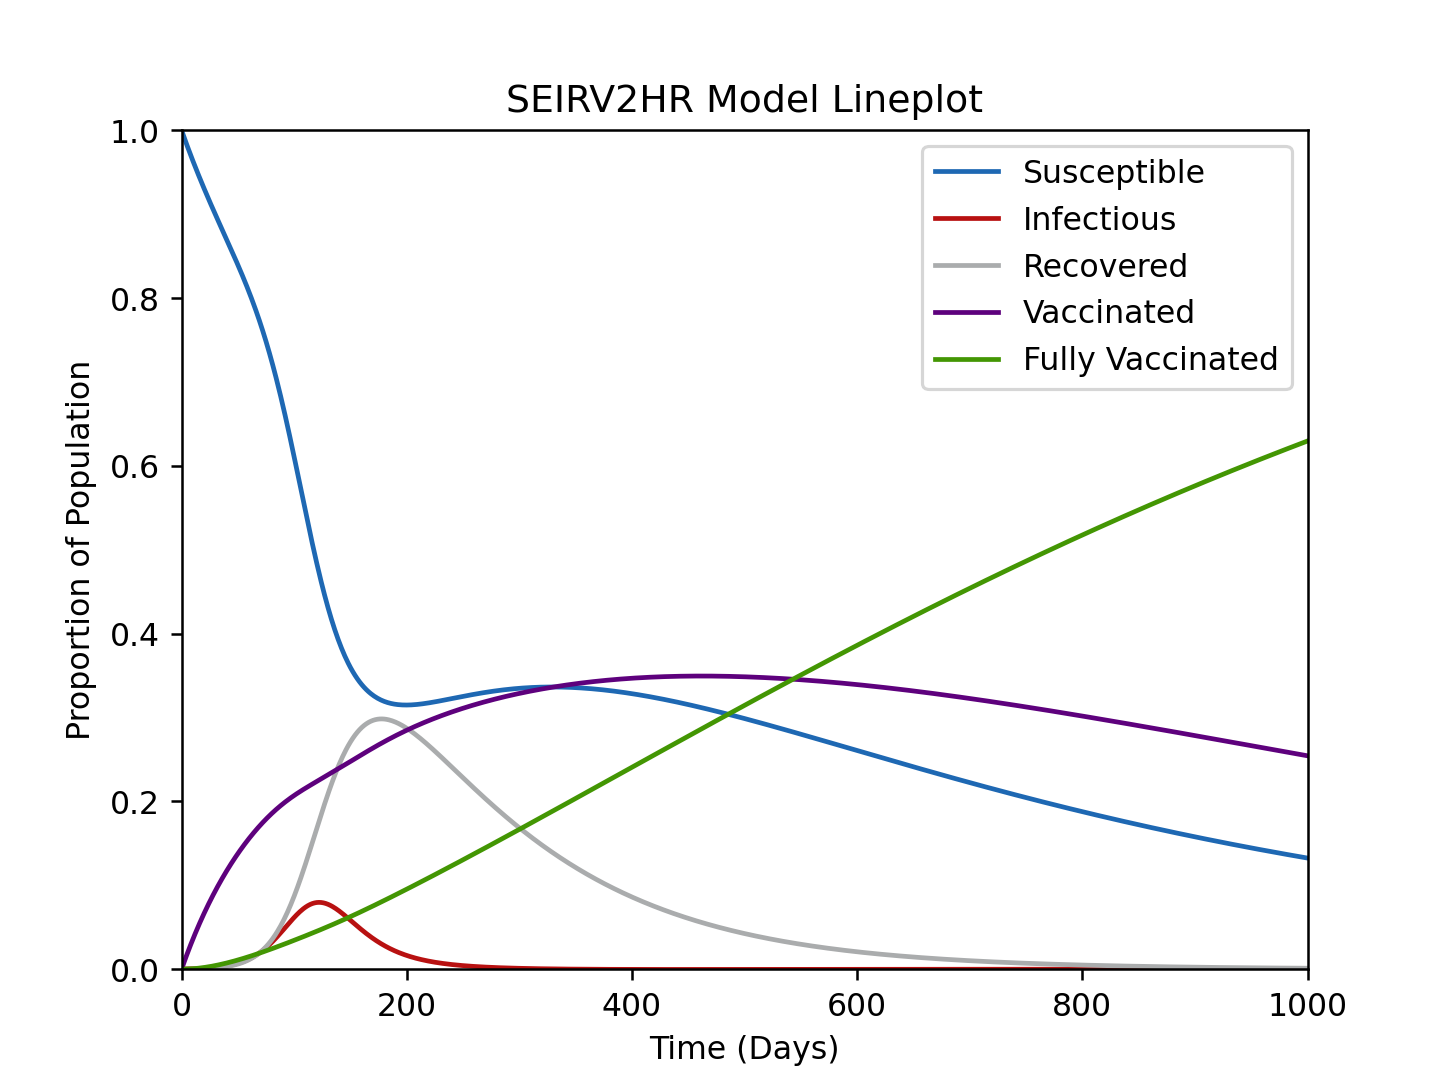 SEIRV2HR Model Lineplot
1.0
0.8
0.6
0.4
0.2
0.0
Proportion of Population
Susceptible
Infectious
Recovered
Vaccinated
Fully Vaccinated
0 200 400 600 800 1000
Time (Days)